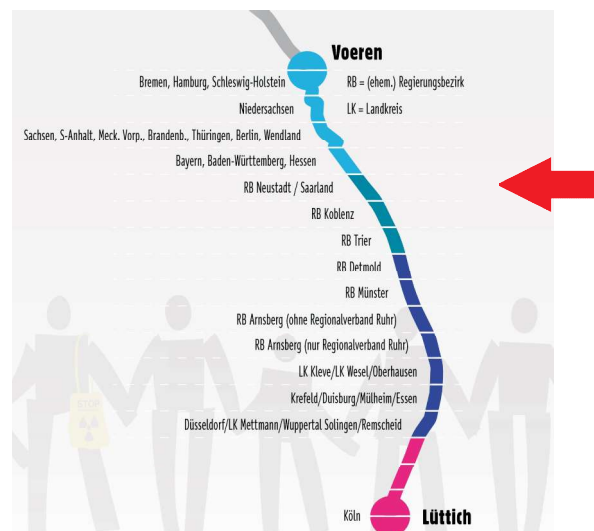 Voeren
Bremen, Hamburg, Schleswig-Holstein
RB = (ehem.) Regierungsbezirk
Niedersachsen
LK = Landkreis
Sachsen, S-Anhalt, Meck. Vorp., Brandenb., Thüringen, Berlin, Wendland
Bayern, Baden-Württemberg, Hessen
RB Neustadt / Saarland
RB Koblenz
RB Trier
RB Detmold
RB Münster
RB Arnsberg (ohne Regionalverband Ruhr)
RB Arnsberg (nur Regionalverband Ruhr)
LK Kleve/LK Wesel/Oberhausen
Krefeld/Duisburg/Mülheim/Essen
STOP
Düsseldorf/LK Mettmann/Wuppertal Solingen/Remscheid
Köln
Lüttich